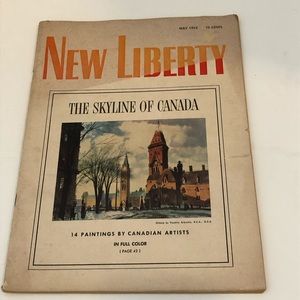 MAY 1952 15 CENTS
NEW LIBERTY
THE SKYLINE OF CANADA
14 PAINTINGS BY CANADIAN ARTISTS
IN FULL COLOR
( PAGE 42 )